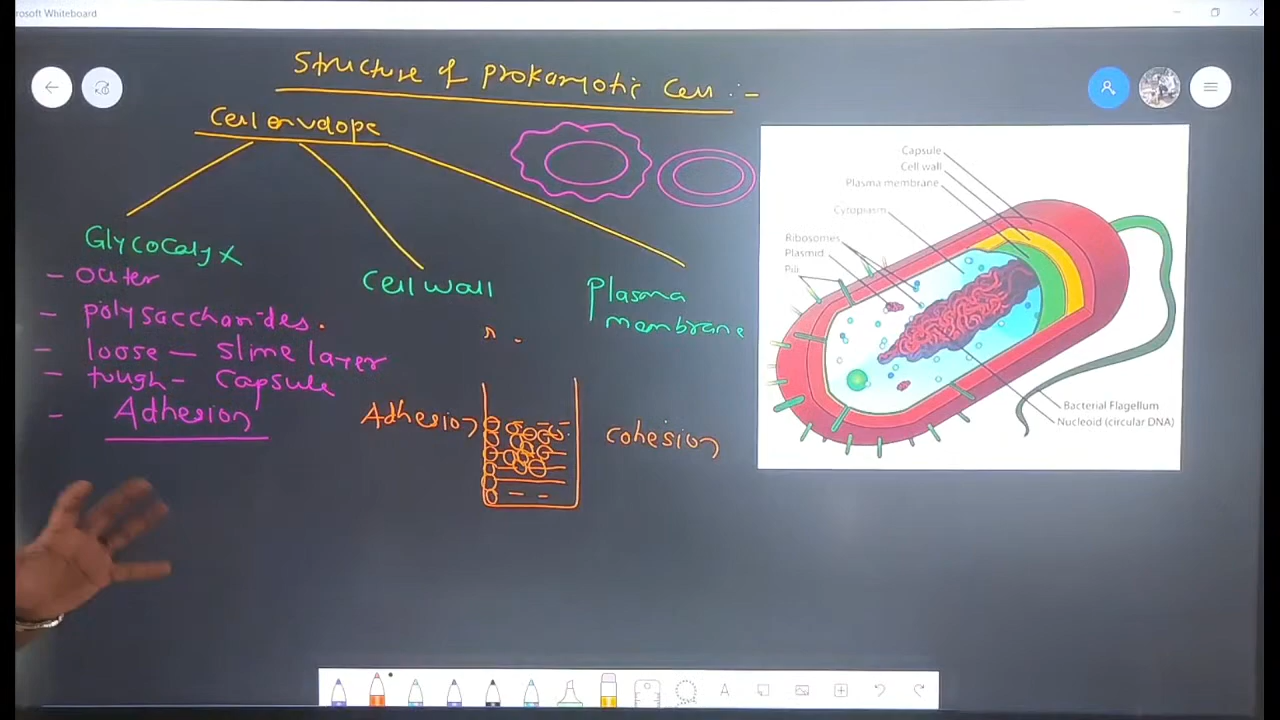 rosoft Whiteboard
Structure of prokaryotic Cell :-
Cell envelope
Glycocalyx
- outer
- polysaccharides.
- loose - slime layer
- tough - capsule
- Adhesion
Cell wall
Plasma
membrane
Adhesion
cohesion
Capsule
Cell wall
Plasma membrane
Cytoplasm
Ribosomes
Plasmid
Pili
Bacterial Flagellum
Nucleoid (circular DNA)
A